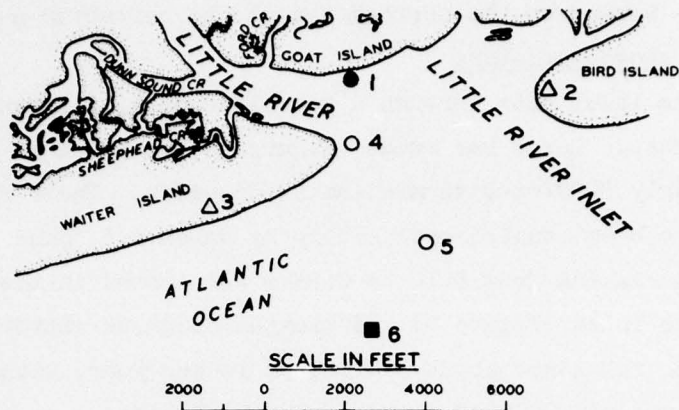 FORD CR
GOAT ISLAND
DUNN SOUND CR
LITTLE RIVER
1
BIRD ISLAND
2
LITTLE RIVER INLET
4
SHEEPHEAD CR
WAITER ISLAND
3
5
ATLANTIC
OCEAN
6
SCALE IN FEET
2000 0 2000 4000 6000